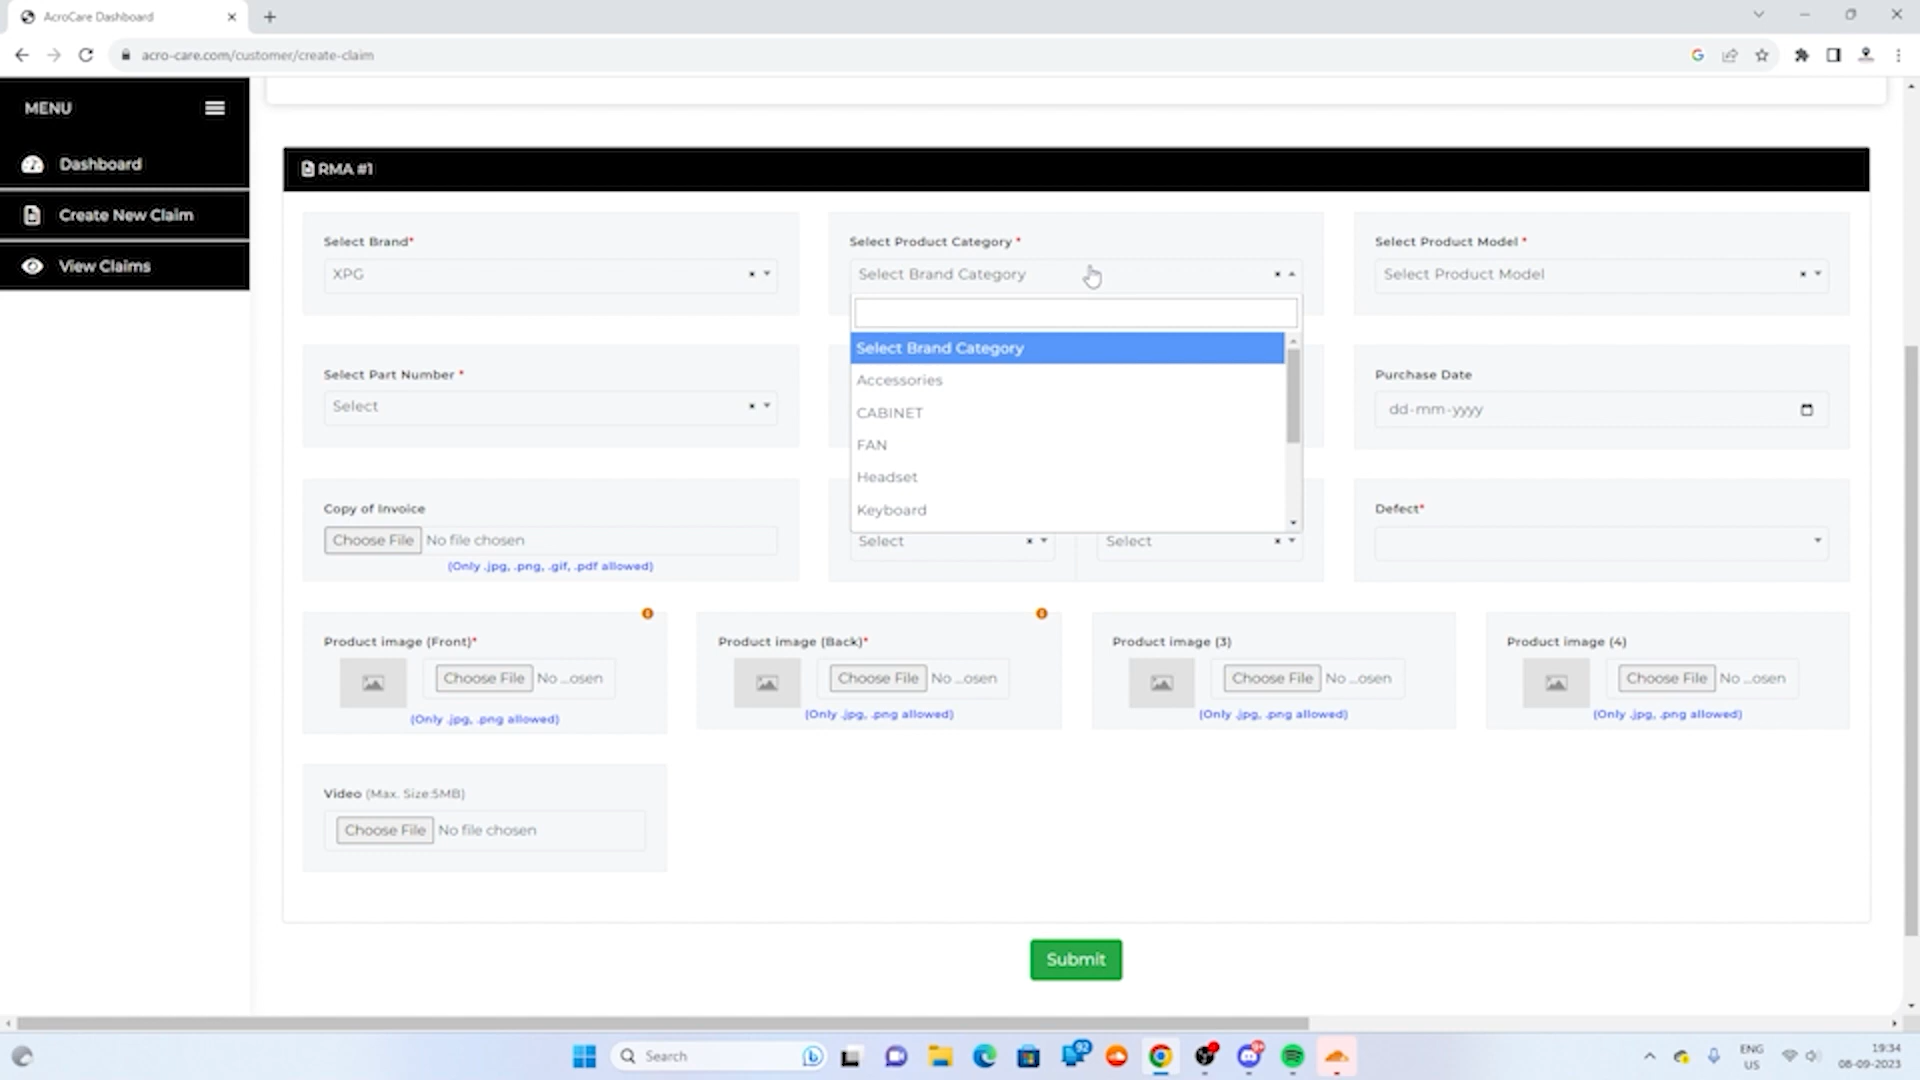 AcroCare Dashboard
acro-care.com/customer/create-claim
MENU
Dashboard
Create New Claim
View Claims
RMA #1
Select Brand*
XPG
Select Product Category *
Select Brand Category
Select Product Model *
Select Product Model
Select Brand Category
Accessories
CABINET
FAN
Headset
Keyboard
Select Part Number *
Select
Purchase Date
dd-mm-yyyy
Copy of Invoice
Choose File No file chosen
(Only .jpg, .png, .gif, .pdf allowed)
Select
Select
Defect*
Product image (Front)*
Choose File No ...osen
(Only .jpg, .png allowed)
Product image (Back)*
Choose File No ...osen
(Only .jpg, .png allowed)
Product image (3)
Choose File No ...osen
(Only .jpg, .png allowed)
Product image (4)
Choose File No ...osen
(Only .jpg, .png allowed)
Video (Max. Size:5MB)
Choose File No file chosen
Submit
Search
92
ENG
US
19:34
08-09-2023